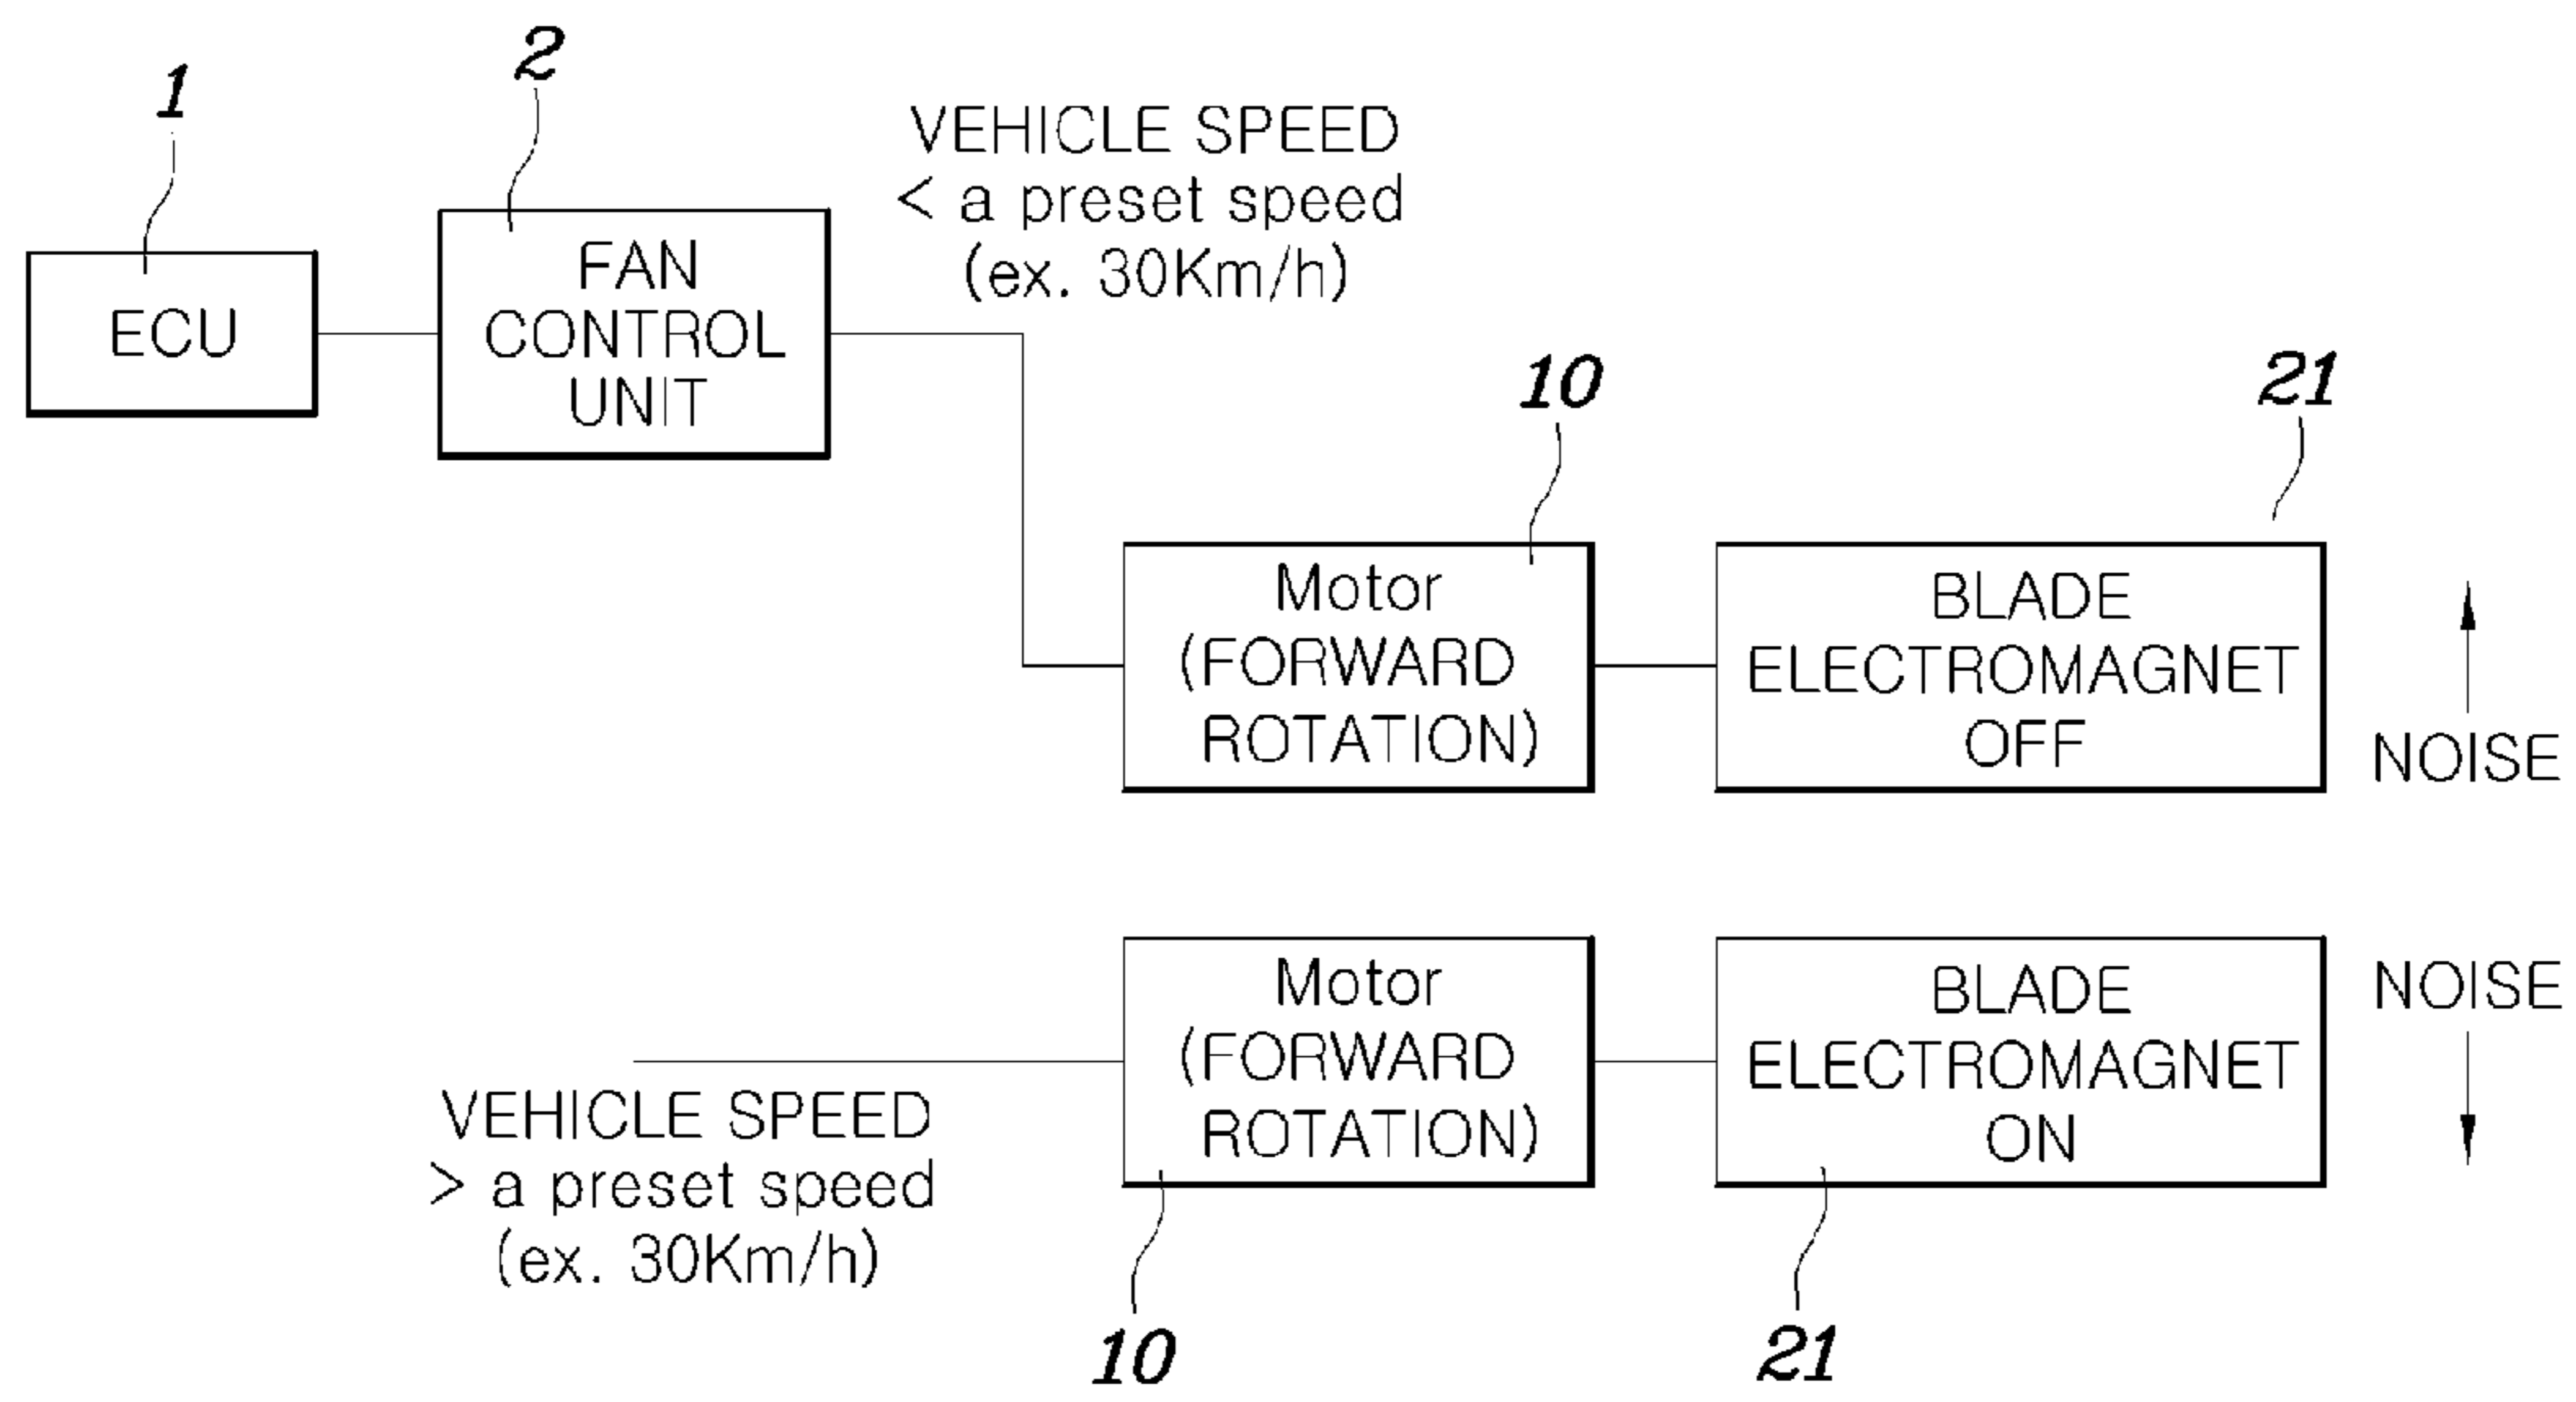 1
2
VEHICLE SPEED
< a preset speed
(ex. 30Km/h)
ECU
FAN
CONTROL
UNIT
10
21
Motor
(FORWARD
ROTATION)
BLADE
ELECTROMAGNET
OFF
NOISE
Motor
(FORWARD
ROTATION)
BLADE
ELECTROMAGNET
ON
NOISE
VEHICLE SPEED
> a preset speed
(ex. 30Km/h)
10
21